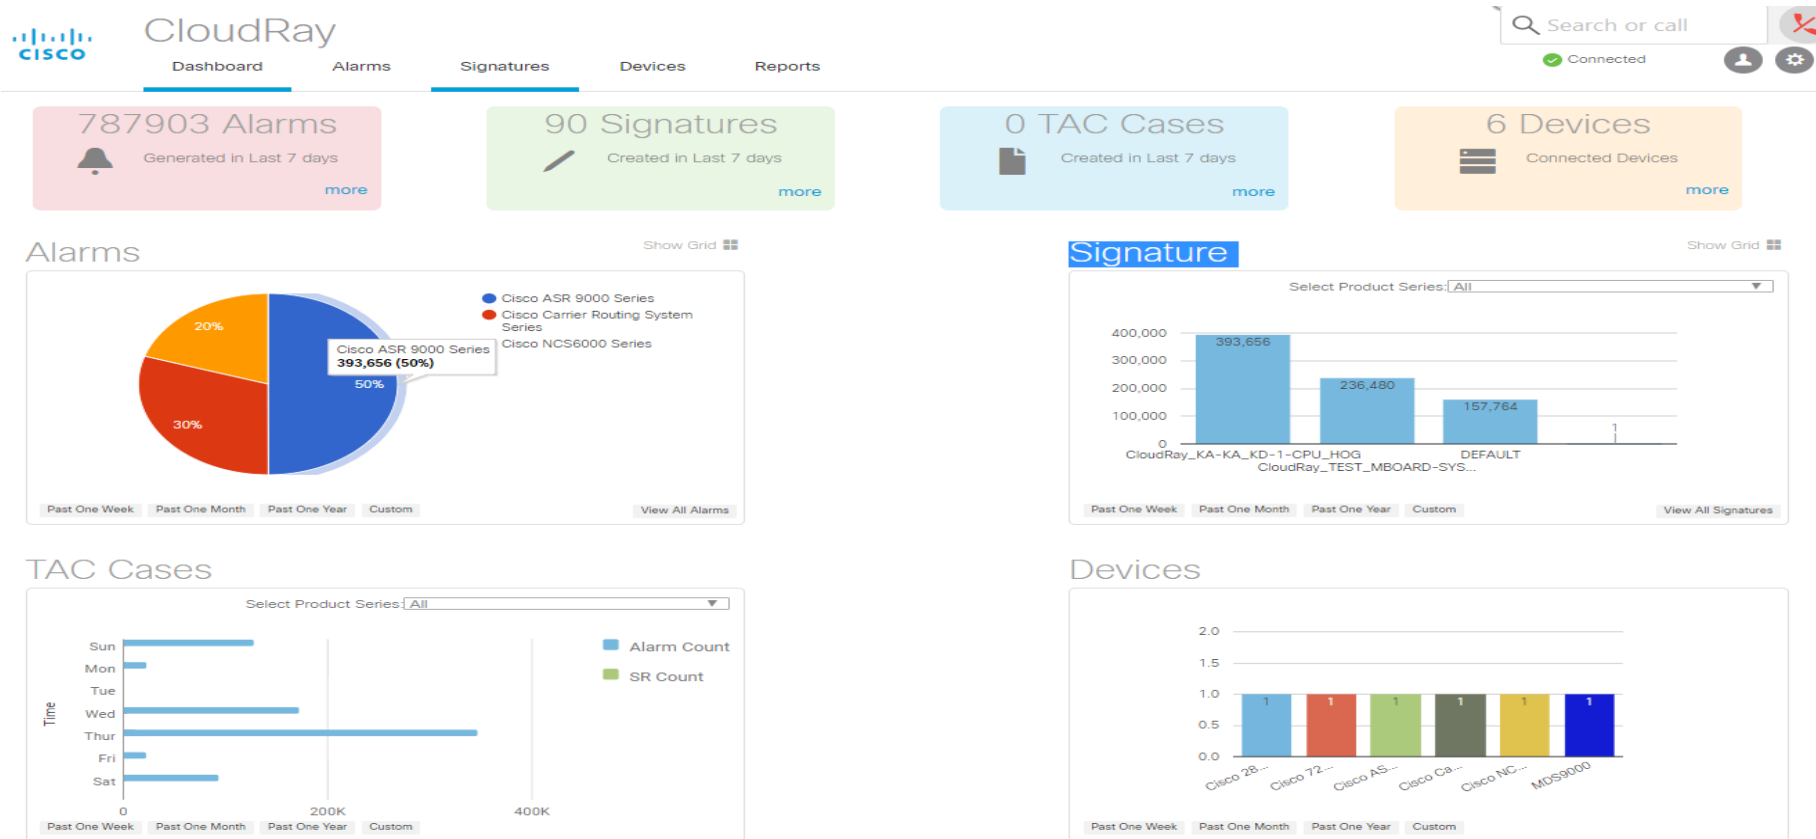 CISCO
CloudRay
Search or call
Connected
Dashboard Alarms Signatures Devices Reports
787903 Alarms
Generated in Last 7 days
more
90 Signatures
Created in Last 7 days
more
0 TAC Cases
Created in Last 7 days
more
6 Devices
Connected Devices
more
Alarms
Show Grid
20%
30%
50%
Cisco ASR 9000 Series
393,656 (50%)
Cisco ASR 9000 Series
Cisco Carrier Routing System
Series
Cisco NCS6000 Series
Past One Week Past One Month Past One Year Custom View All Alarms
Signature
Show Grid
Select Product Series: All
400,000
300,000
200,000
100,000
0
393,656
236,480
157,764
1
CloudRay_KA-KA_KD-1-CPU_HOG DEFAULT
CloudRay_TEST_MBOARD-SYS...
Past One Week Past One Month Past One Year Custom View All Signatures
TAC Cases
Select Product Series: All
Time
Sun
Mon
Tue
Wed
Thur
Fri
Sat
0 200K 400K
Alarm Count
SR Count
Past One Week Past One Month Past One Year Custom
Devices
2.0
1.5
1.0
0.5
0.0
1 1 1 1 1 1
Cisco 28... Cisco 72... Cisco AS... Cisco Ca... Cisco NC... MDS9000
Past One Week Past One Month Past One Year Custom